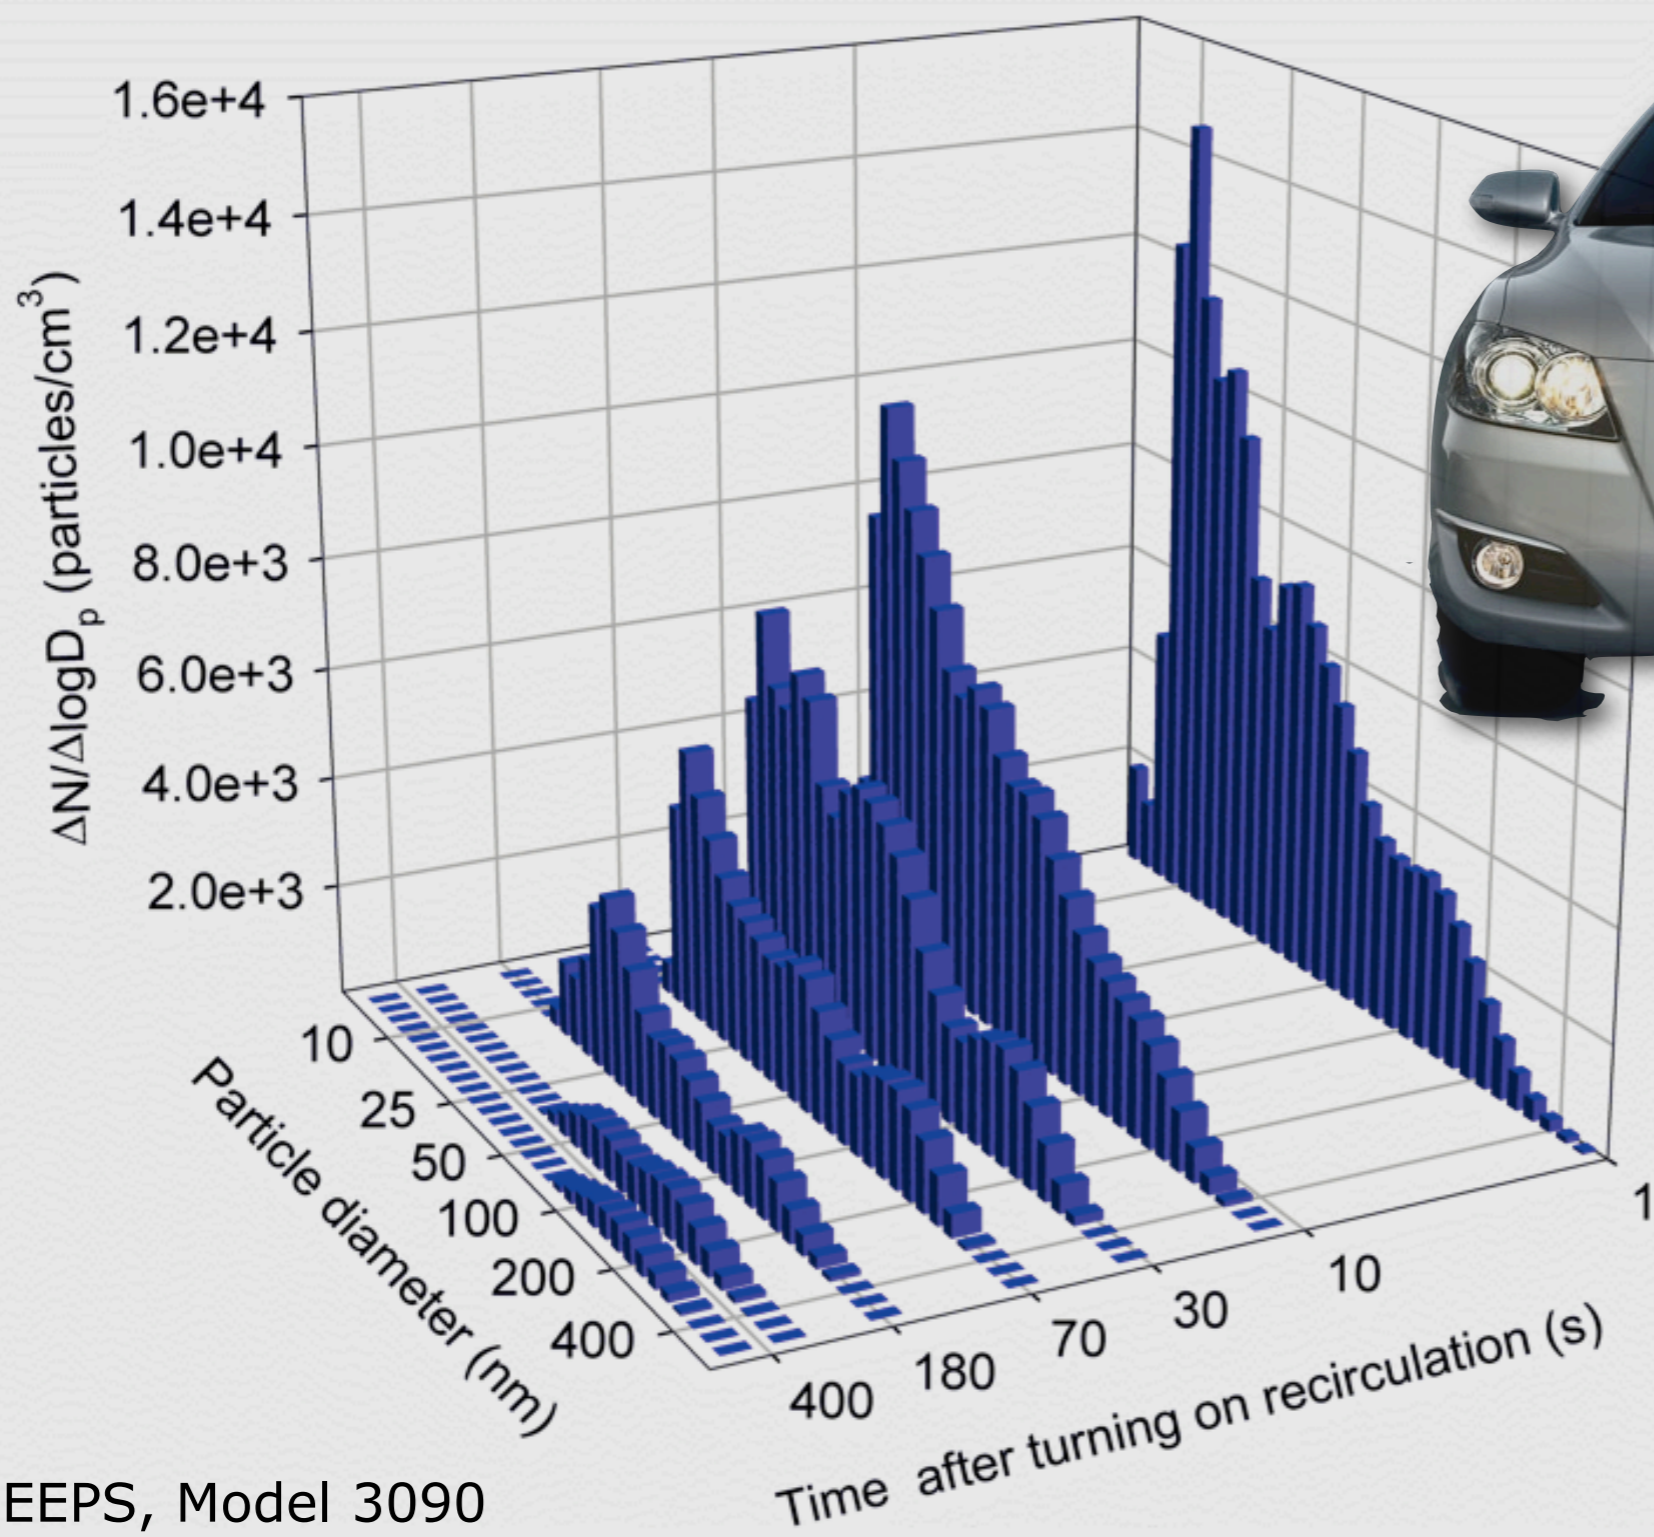 1.6e+4
1.4e+4
1.2e+4
1.0e+4
8.0e+3
6.0e+3
4.0e+3
2.0e+3
ΔN/ΔlogDp (particles/cm³)
10
25
50
100
200
400
Particle diameter (nm)
400
180
70
30
10
1
Time after turning on recirculation (s)
EEPS, Model 3090